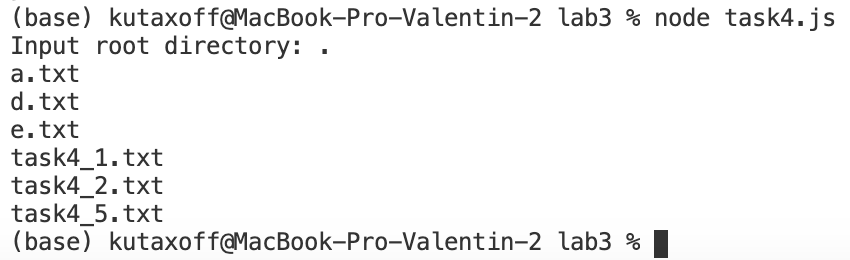 (base) kutaxoff@MacBook-Pro-Valentin-2 lab3 % node task4.js
Input root directory: .
a.txt
d.txt
e.txt
task4_1.txt
task4_2.txt
task4_5.txt
(base) kutaxoff@MacBook-Pro-Valentin-2 lab3 %